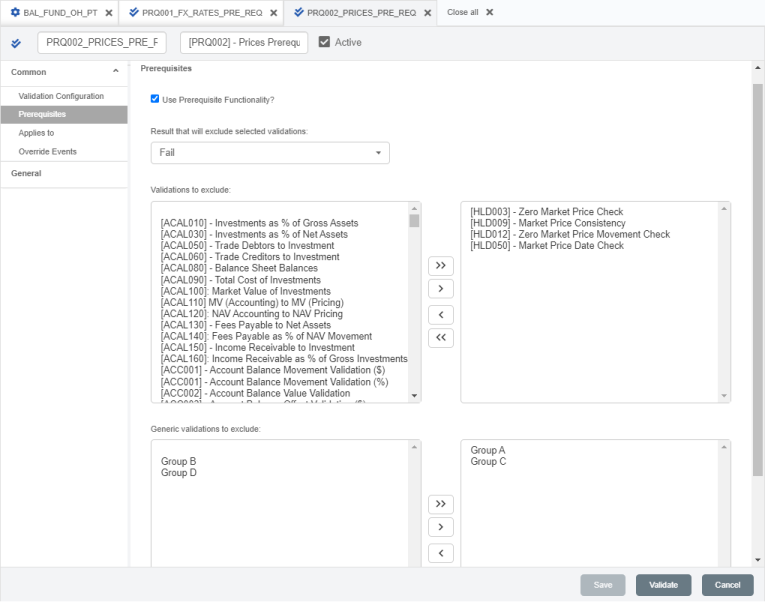 BAL_FUND_OH_PT
PRQ001_FX_RATES_PRE_REQ
PRQ002_PRICES_PRE_REQ
Close all
PRQ002_PRICES_PRE_F
[PRQ002] - Prices Prerequ
Active
Common
Validation Configuration
Prerequisites
Applies to
Override Events
General
Prerequisites
Use Prerequisite Functionality?
Result that will exclude selected validations:
Fail
Validations to exclude:
[ACAL010] - Investments as % of Gross Assets
[ACAL030] - Investments as % of Net Assets
[ACAL050] - Trade Debtors to Investment
[ACAL060] - Trade Creditors to Investment
[ACAL080] - Balance Sheet Balances
[ACAL090] - Total Cost of Investments
[ACAL100]: Market Value of Investments
[ACAL110] MV (Accounting) to MV (Pricing)
[ACAL120]: NAV Accounting to NAV Pricing
[ACAL130] - Fees Payable to Net Assets
[ACAL140]: Fees Payable as % of NAV Movement
[ACAL150] - Income Receivable to Investment
[ACAL160]: Income Receivable as % of Gross Investments
[ACC001] - Account Balance Movement Validation ($)
[ACC001] - Account Balance Movement Validation (%)
[ACC002] - Account Balance Value Validation
[HLD003] - Zero Market Price Check
[HLD009] - Market Price Consistency
[HLD012] - Zero Market Price Movement Check
[HLD050] - Market Price Date Check
Generic validations to exclude:
Group B
Group D
Group A
Group C
Save
Validate
Cancel